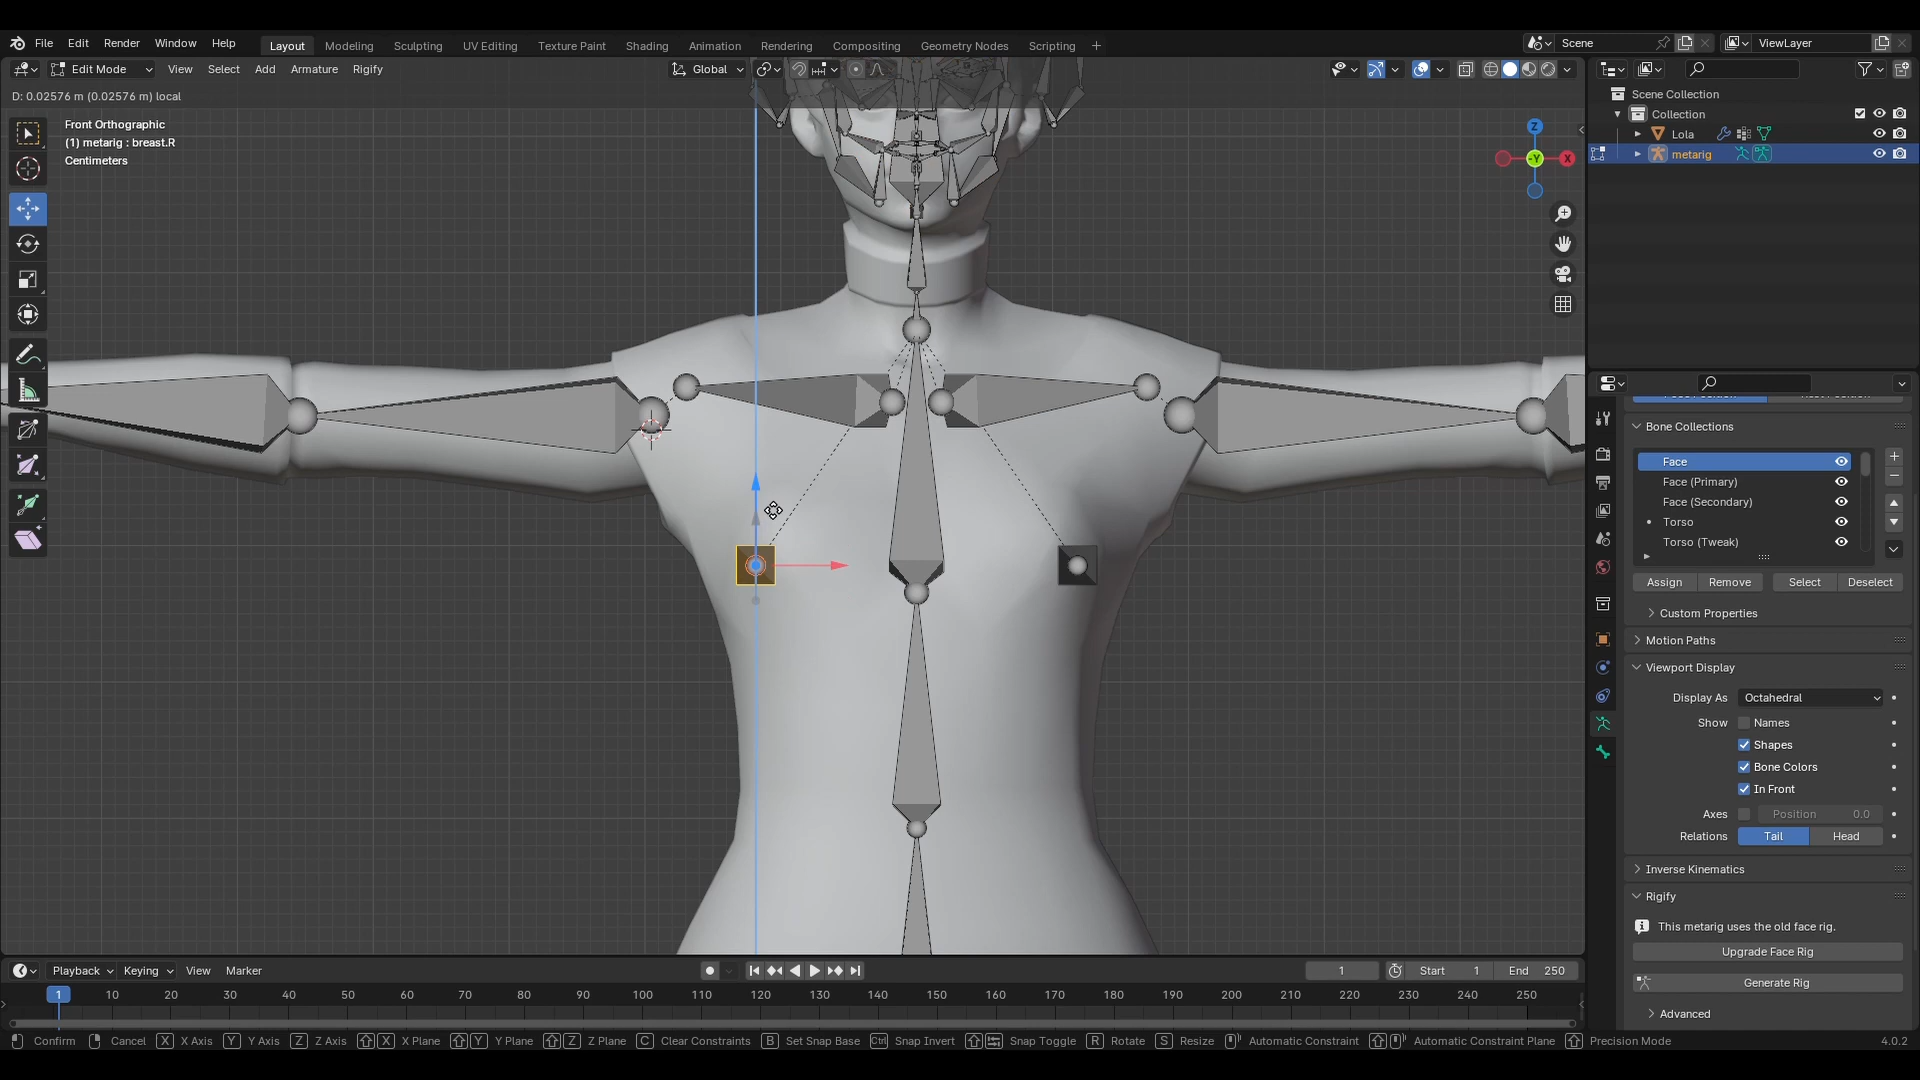 File Edit Render Window Help Layout Modeling Sculpting UV Editing Texture Paint Shading Animation Rendering Compositing Geometry Nodes Scripting + Scene ViewLayer
Edit Mode View Select Add Armature Rigify Global
D: 0.02576 m (0.02576 m) local
Front Orthographic
(1) metarig : breast.R
Centimeters
Z
-Y
X
Scene Collection
Collection
Lola
metarig
Bone Collections
Face
Face (Primary)
Face (Secondary)
Torso
Torso (Tweak)
Assign Remove Select Deselect
Custom Properties
Motion Paths
Viewport Display
Display As Octahedral
Show Names
Shapes
Bone Colors
In Front
Axes Position 0.0
Relations Tail Head
Inverse Kinematics
Rigify
This metarig uses the old face rig.
Upgrade Face Rig
Generate Rig
Advanced
Playback Keying View Marker 1 Start 1 End 250
1 10 20 30 40 50 60 70 80 90 100 110 120 130 140 150 160 170 180 190 200 210 220 230 240 250
Confirm Cancel X X Axis Y Y Axis Z Z Axis X X Plane Y Y Plane Z Z Plane C Clear Constraints B Set Snap Base Ctrl Snap Invert Snap Toggle R Rotate S Resize Automatic Constraint Automatic Constraint Plane Precision Mode 4.0.2